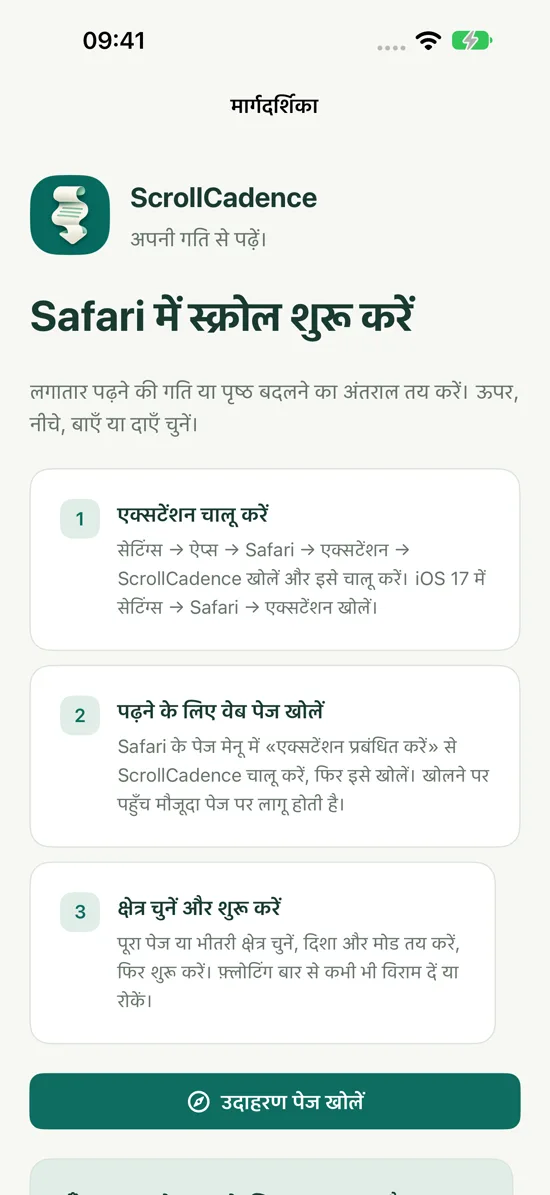 09:41
मार्गदर्शिका
ScrollCadence
अपनी गति से पढ़ें।
Safari में स्क्रोल शुरू करें
लगातार पढ़ने की गति या पृष्ठ बदलने का अंतराल तय करें। ऊपर,
नीचे, बाएँ या दाएँ चुनें।
1
एक्सटेंशन चालू करें
सेटिंग्स → ऐप्स → Safari → एक्सटेंशन →
ScrollCadence खोलें और इसे चालू करें। iOS 17 में
सेटिंग्स → Safari → एक्सटेंशन खोलें।
2
पढ़ने के लिए वेब पेज खोलें
Safari के पेज मेनू में «एक्सटेंशन प्रबंधित करें» से
ScrollCadence चालू करें, फिर इसे खोलें। खोलने पर
पहुँच मौजूदा पेज पर लागू होती है।
3
क्षेत्र चुनें और शुरू करें
पूरा पेज या भीतरी क्षेत्र चुनें, दिशा और मोड तय करें,
फिर शुरू करें। फ़्लोटिंग बार से कभी भी विराम दें या
रोकें।
उदाहरण पेज खोलें